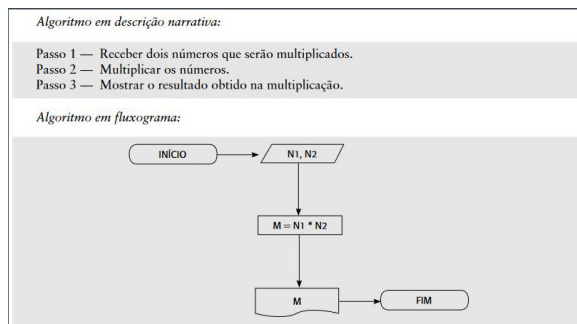 Algoritmo em descrição narrativa:
Passo 1 — Receber dois números que serão multiplicados.
Passo 2 — Multiplicar os números.
Passo 3 — Mostrar o resultado obtido na multiplicação.
Algoritmo em fluxograma:
INÍCIO
N1, N2
M = N1 * N2
M
FIM